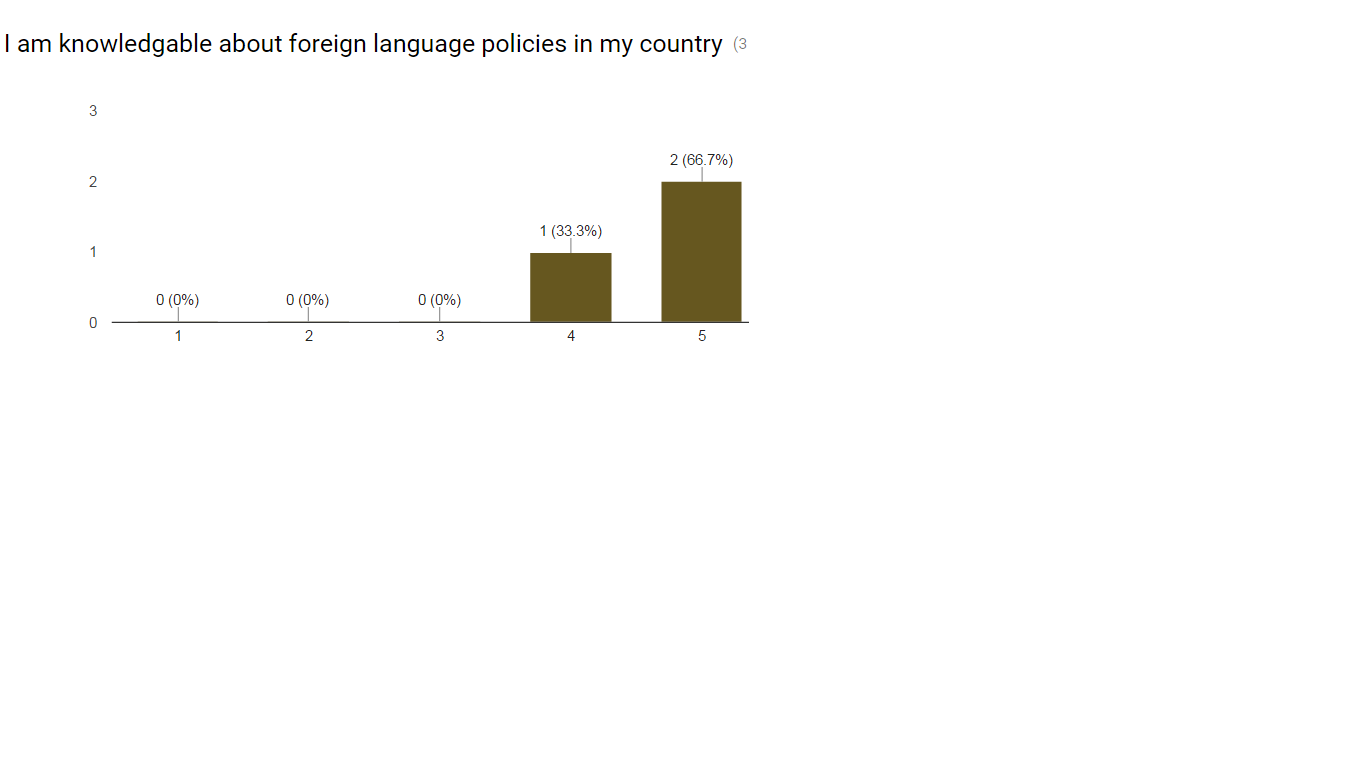 I am knowledgable about foreign language policies in my country (3
3
2 (66.7%)
2
1 (33.3%)
1
0 (0%) 0 (0%) 0 (0%)
0
1 2 3 4 5